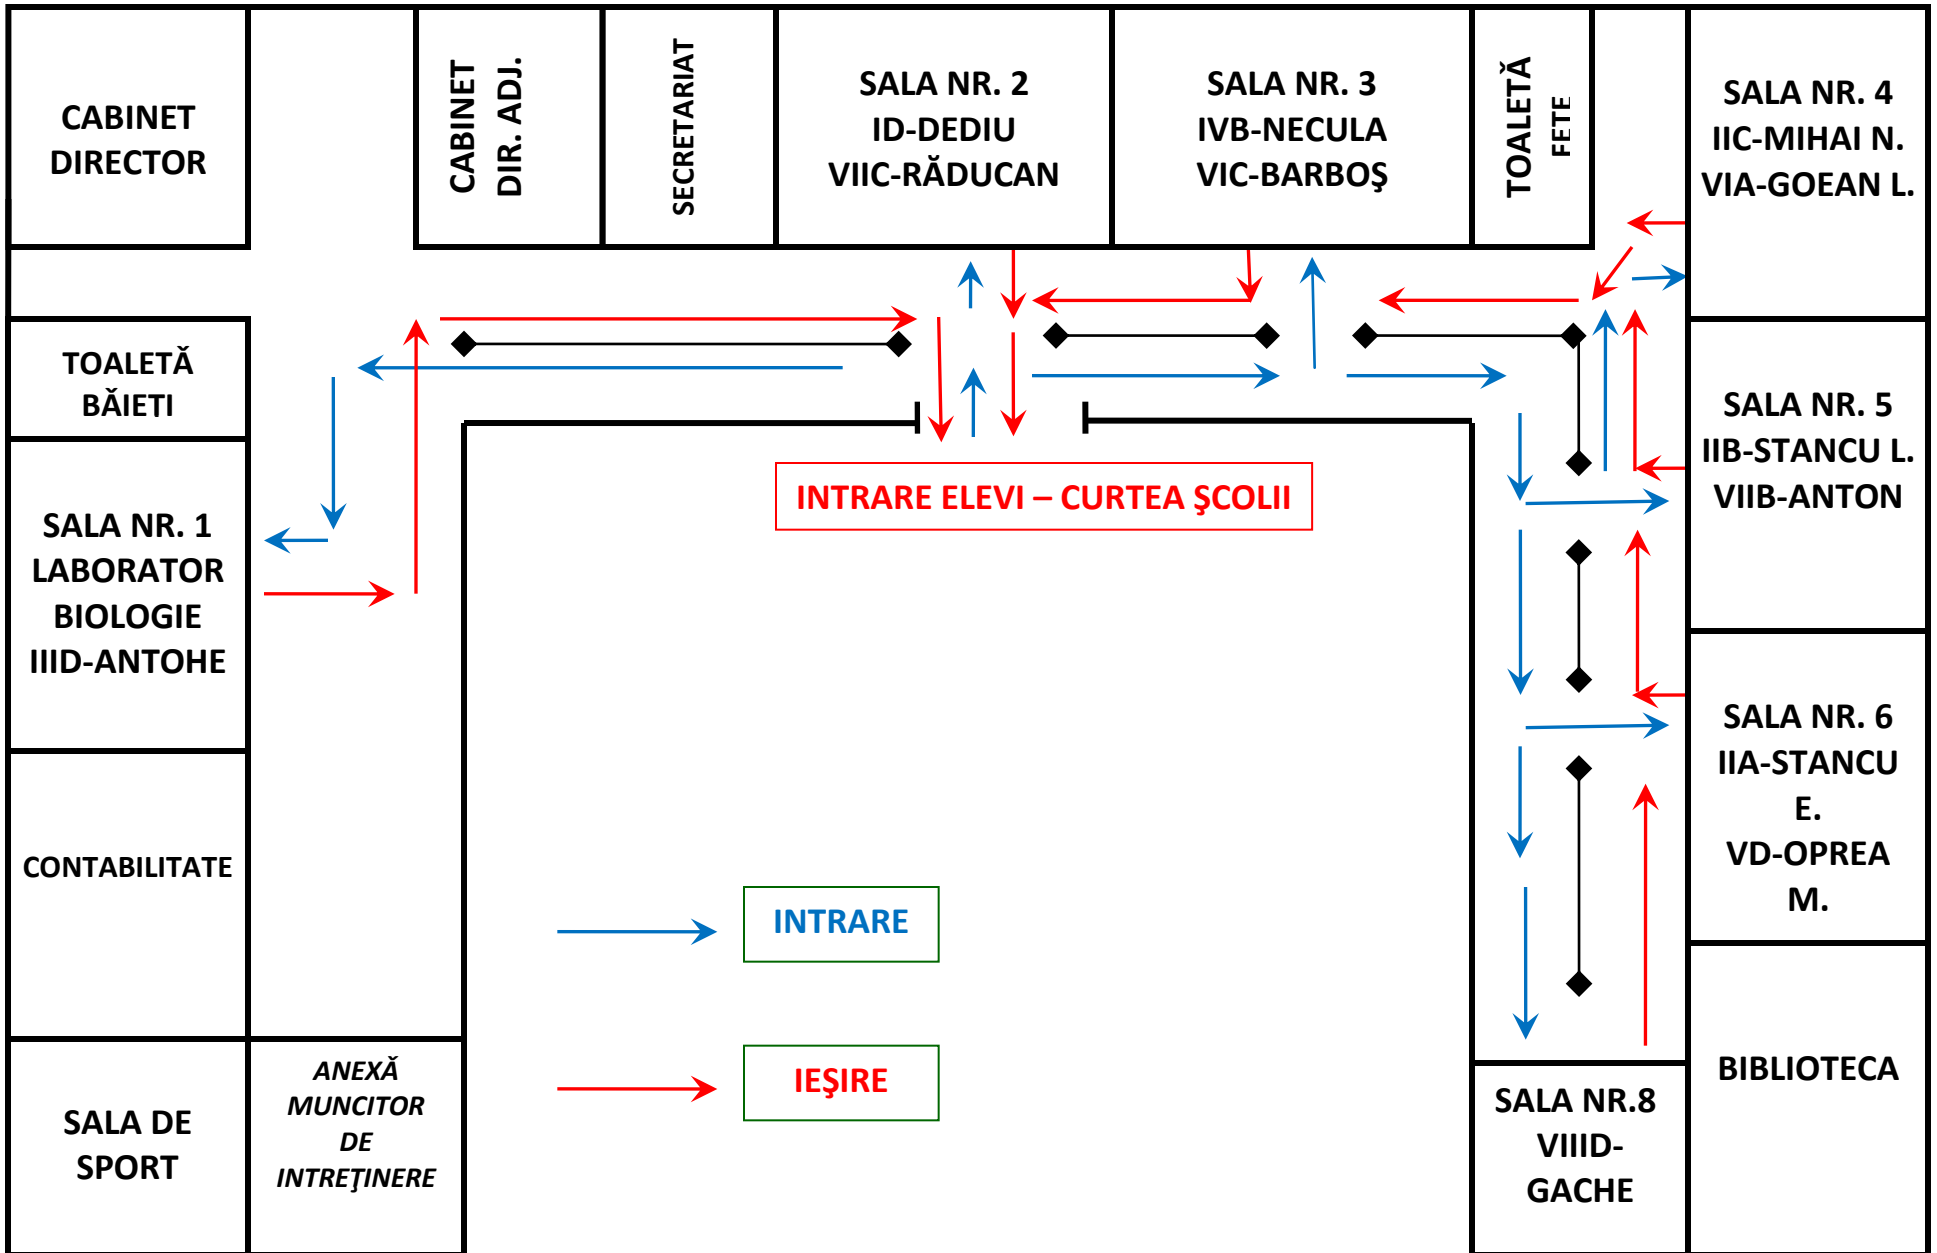 CABINET
DIRECTOR
CABINET
DIR. ADJ.
SECRETARIAT
SALA NR. 2
ID-DEDIU
VIIC-RĂDUCAN
SALA NR. 3
IVB-NECULA
VIC-BARBOŞ
TOALETĂ
FETE
SALA NR. 4
IIC-MIHAI N.
VIA-GOEAN L.
TOALETĂ
BĂIEȚI
SALA NR. 5
IIB-STANCU L.
VIIB-ANTON
INTRARE ELEVI – CURTEA ŞCOLII
SALA NR. 1
LABORATOR
BIOLOGIE
IIID-ANTOHE
SALA NR. 6
IIA-STANCU
E.
VD-OPREA
M.
CONTABILITATE
INTRARE
IEŞIRE
SALA DE
SPORT
ANEXĂ
MUNCITOR
DE
INTREŢINERE
SALA NR.8
VIIID-
GACHE
BIBLIOTECA